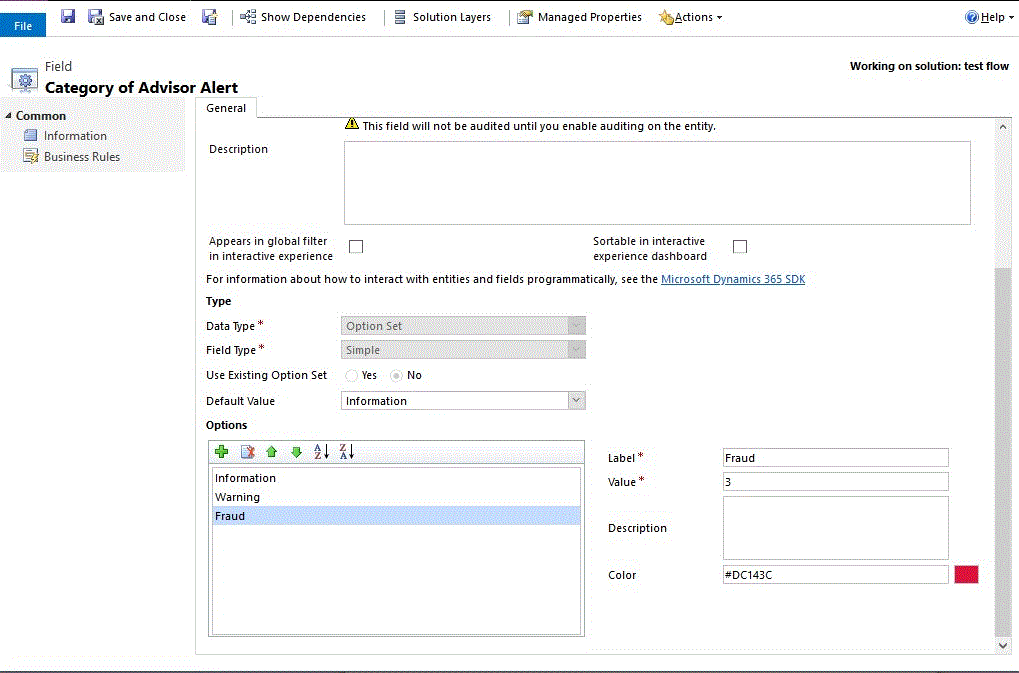 File
Save and Close
Show Dependencies
Solution Layers
Managed Properties
Actions
Help
Field
Category of Advisor Alert
Working on solution: test flow
Common
Information
Business Rules
General
This field will not be audited until you enable auditing on the entity.
Description
Appears in global filter
in interactive experience
Sortable in interactive
experience dashboard
For information about how to interact with entities and fields programmatically, see the Microsoft Dynamics 365 SDK
Type
Data Type * Option Set
Field Type * Simple
Use Existing Option Set Yes No
Default Value Information
Options
A
Z
Z
A
Information
Warning
Fraud
Label * Fraud
Value * 3
Description
Color #DC143C